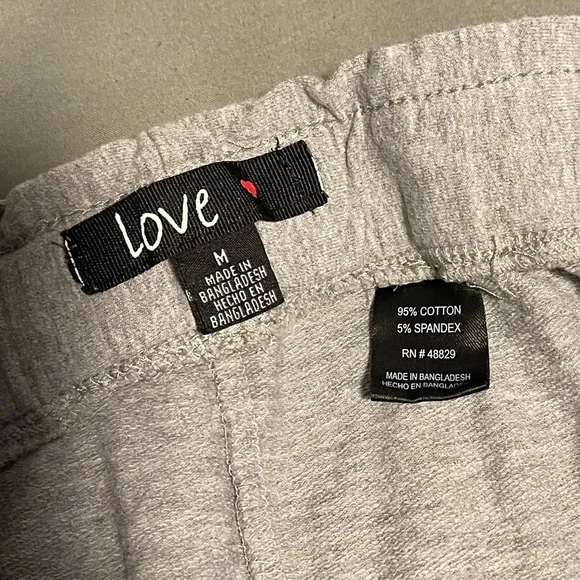 Love
M
MADE IN
BANGLADESH
HECHO EN
BANGLADESH
95% COTTON
5% SPANDEX
RN # 48829
MADE IN BANGLADESH
HECHO EN BANGLADESH